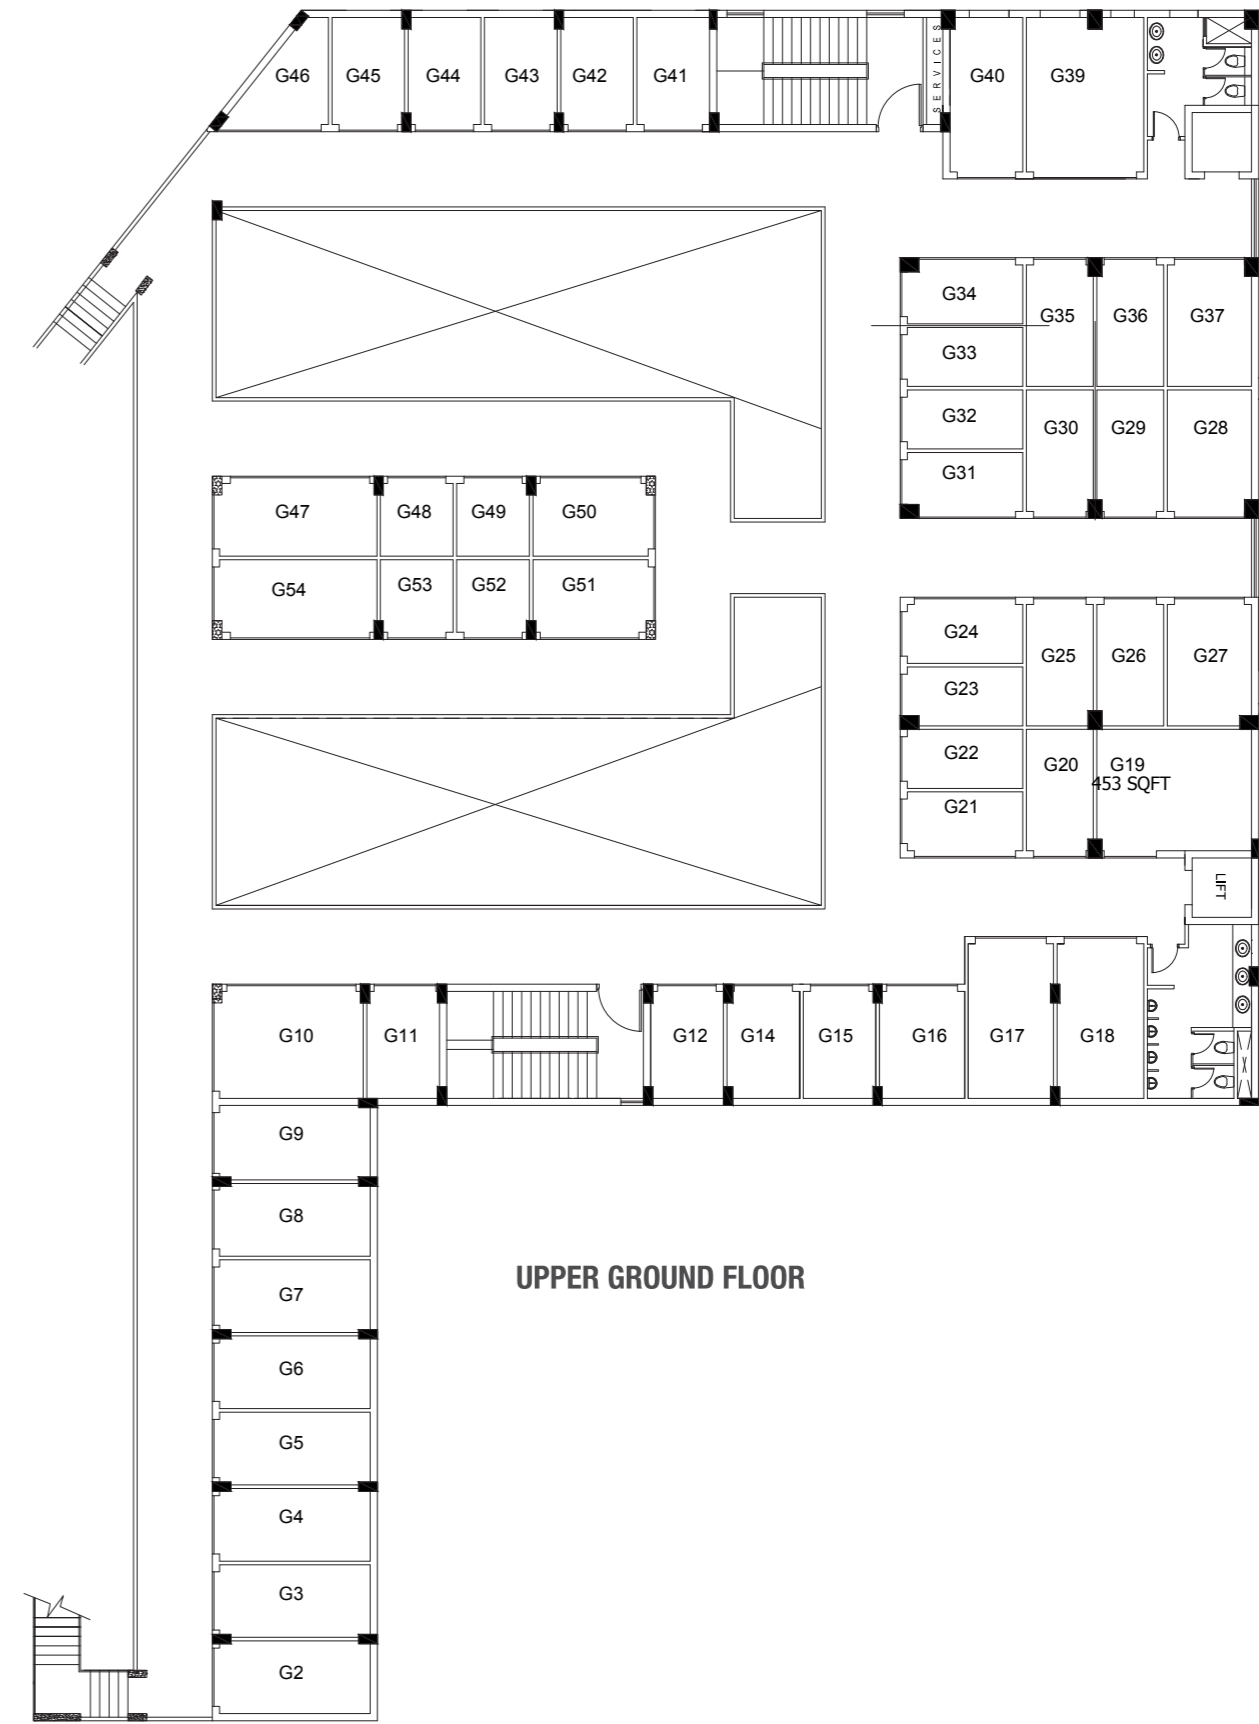 G46 G45 G44 G43 G42 G41 SERVICES G40 G39
G34 G35 G36 G37
G33
G32 G30 G29 G28
G31
G47 G48 G49 G50
G54 G53 G52 G51
G24 G25 G26 G27
G23
G22 G20 G19
453 SQFT
G21
LIFT
G10 G11 G12 G14 G15 G16 G17 G18
G9
G8
UPPER GROUND FLOOR
G7
G6
G5
G4
G3
G2